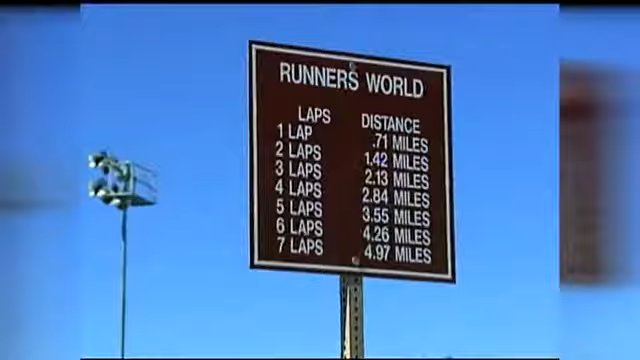 RUNNERS WORLD
LAPS DISTANCE
1 LAP .71 MILES
2 LAPS 1.42 MILES
3 LAPS 2.13 MILES
4 LAPS 2.84 MILES
5 LAPS 3.55 MILES
6 LAPS 4.26 MILES
7 LAPS 4.97 MILES